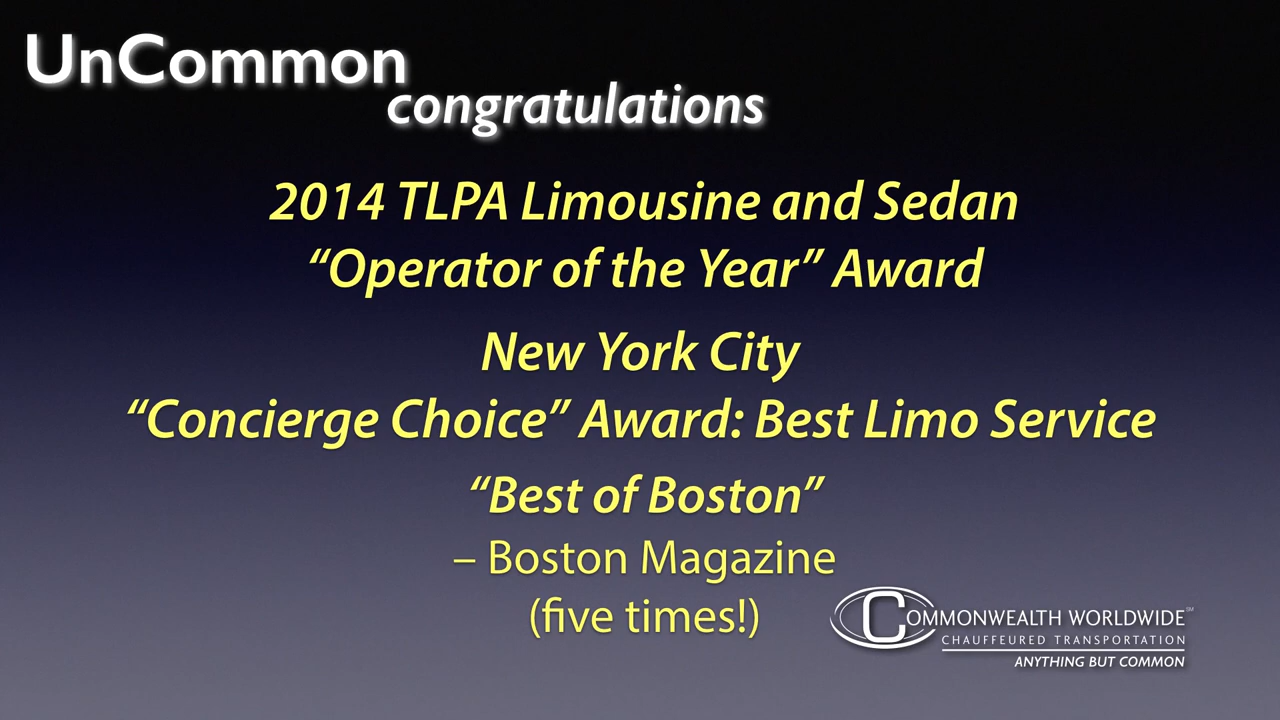 UnCommon
congratulations
2014 TLPA Limousine and Sedan
“Operator of the Year” Award
New York City
“Concierge Choice” Award: Best Limo Service
“Best of Boston”
– Boston Magazine
(five times!)
COMMONWEALTH WORLDWIDE℠
CHAUFFEURED TRANSPORTATION
ANYTHING BUT COMMON